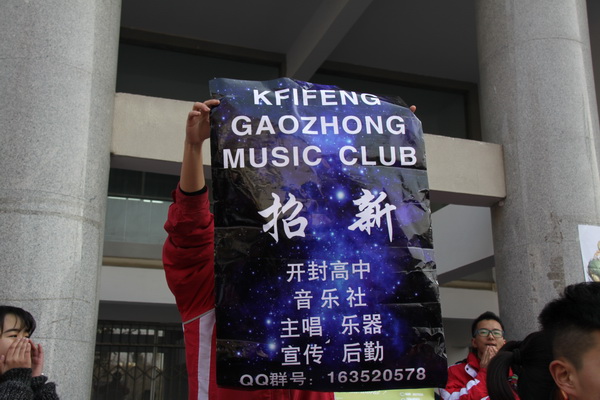 KFIFENG
GAOZHONG
MUSIC CLUB
招新
开封高中
音乐社
主唱 乐器
宣传 后勤
QQ群号：163520578